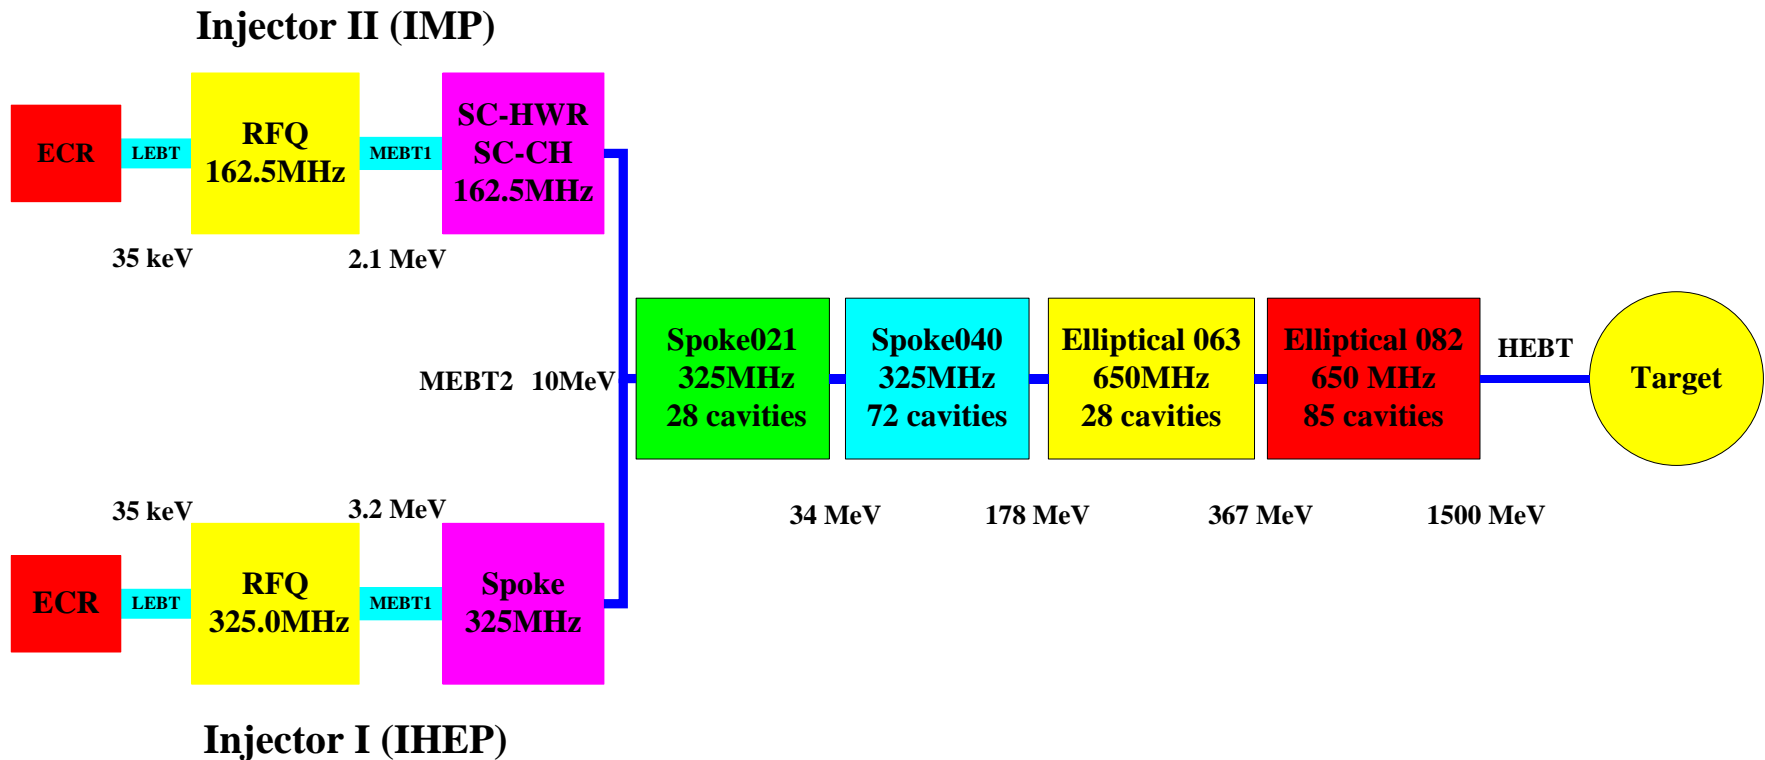 Injector II (IMP)
ECR
LEBT
RFQ
162.5MHz
MEBT1
SC-HWR
SC-CH
162.5MHz
35 keV
2.1 MeV
MEBT2 10MeV
Spoke021
325MHz
28 cavities
Spoke040
325MHz
72 cavities
Elliptical 063
650MHz
28 cavities
Elliptical 082
650 MHz
85 cavities
HEBT
Target
34 MeV
178 MeV
367 MeV
1500 MeV
35 keV
3.2 MeV
ECR
LEBT
RFQ
325.0MHz
MEBT1
Spoke
325MHz
Injector I (IHEP)